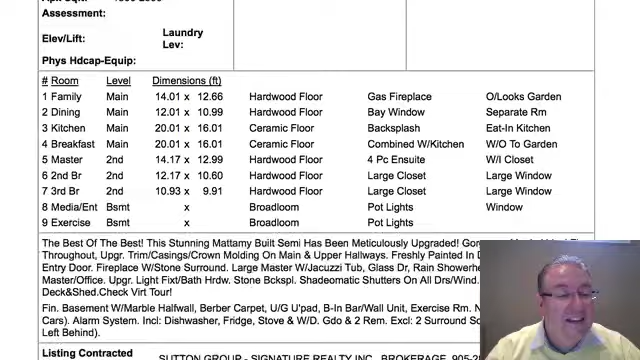 Assessment:
Elev/Lift: Laundry Lev:
Phys Hdcap-Equip:
# Room Level Dimensions (ft)
1 Family Main 14.01 x 12.66 Hardwood Floor Gas Fireplace O/Looks Garden
2 Dining Main 12.01 x 10.99 Hardwood Floor Bay Window Separate Rm
3 Kitchen Main 20.01 x 16.01 Ceramic Floor Backsplash Eat-In Kitchen
4 Breakfast Main 20.01 x 16.01 Ceramic Floor Combined W/Kitchen W/O To Garden
5 Master 2nd 14.17 x 12.99 Hardwood Floor 4 Pc Ensuite W/I Closet
6 2nd Br 2nd 12.17 x 10.60 Hardwood Floor Large Closet Large Window
7 3rd Br 2nd 10.93 x 9.91 Hardwood Floor Large Closet Large Window
8 Media/Ent Bsmt x Broadloom Pot Lights Window
9 Exercise Bsmt x Broadloom Pot Lights
The Best Of The Best! This Stunning Mattamy Built Semi Has Been Meticulously Upgraded!
Throughout, Upgr. Trim/Casings/Crown Molding On Main & Upper Hallways. Freshly Painted In
Entry Door. Fireplace W/Stone Surround. Large Master W/Jacuzzi Tub, Glass Dr, Rain
Master/Office. Upgr. Light Fixt/Bath Hrdw. Stone Bckspl. Shadeomatic Shutters On All Drs/Wind.
Deck&Shed.Check Virt Tour!
Fin. Basement W/Marble Halfwall, Berber Carpet, U/G U'pad, B-In Bar/Wall Unit, Exercise Rm.
Cars). Alarm System. Incl: Dishwasher, Fridge, Stove & W/D. Gdo & 2 Rem. Excl: 2 Surround
Left Behind).
Listing Contracted SUTTON GROUP - SIGNATURE REALTY INC., BROKERAGE,